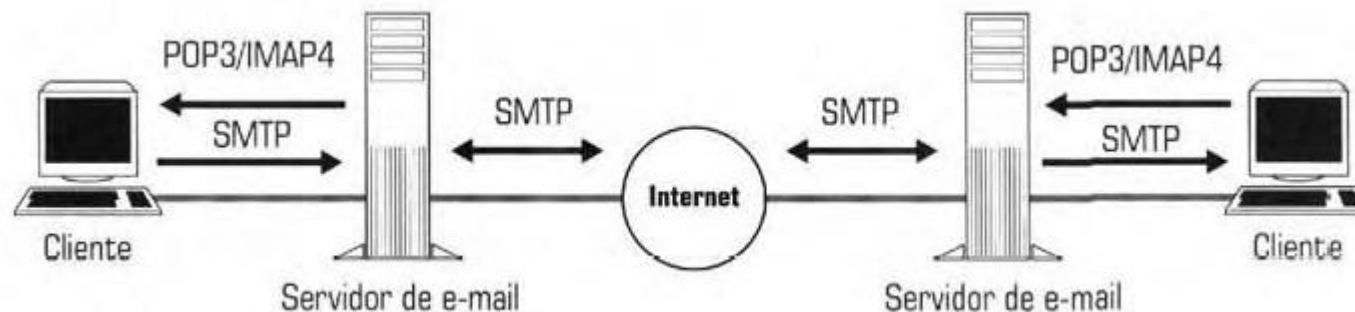 POP3/IMAP4
SMTP
Cliente
Servidor de e-mail
SMTP
Internet
SMTP
Servidor de e-mail
POP3/IMAP4
SMTP
Cliente